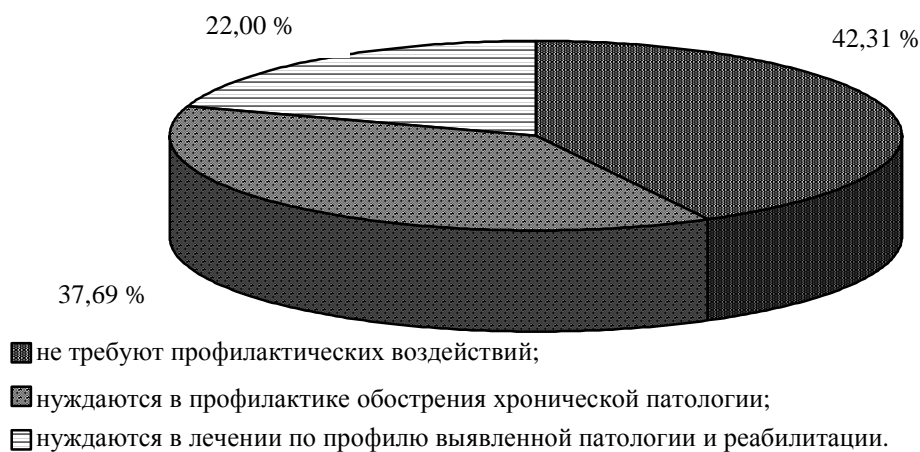 22,00 %
42,31 %
37,69 %
не требуют профилактических воздействий;
нуждаются в профилактике обострения хронической патологии;
нуждаются в лечении по профилю выявленной патологии и реабилитации.